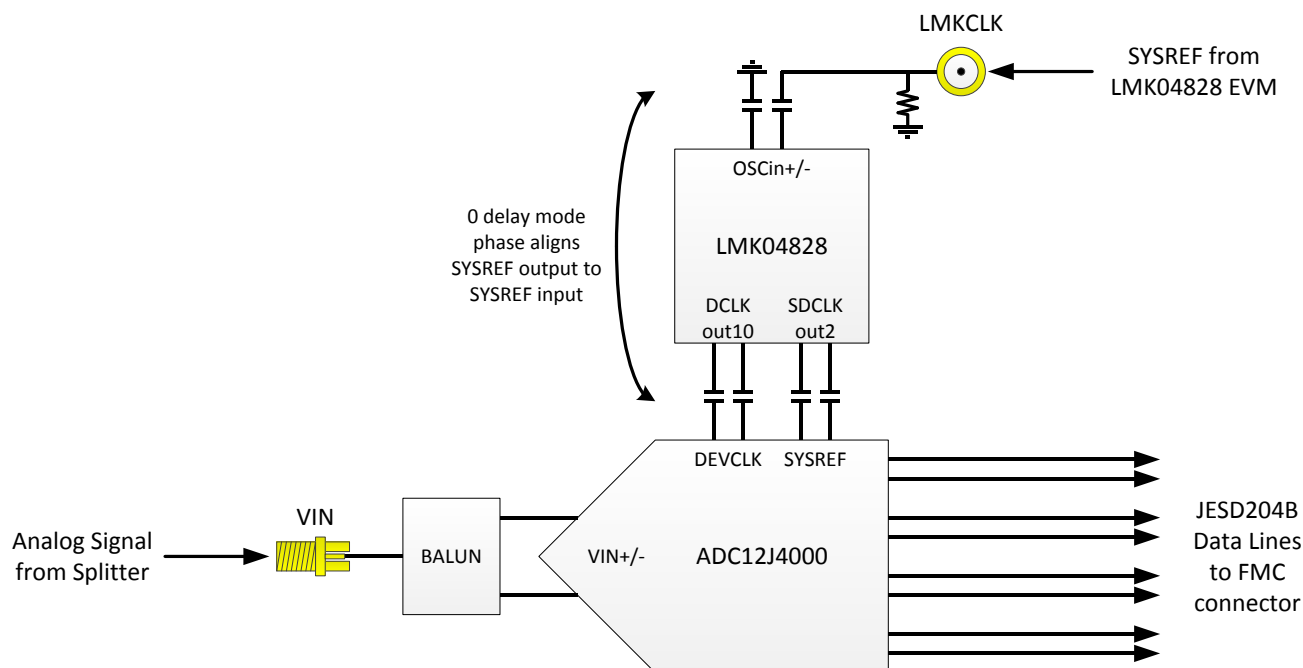 LMKCLK
SYSREF from
LMK04828 EVM
OSCin+/-
LMK04828
0 delay mode
phase aligns
SYSREF output to
SYSREF input
DCLK
out10
SDCLK
out2
DEVCLK
SYSREF
VIN
Analog Signal
from Splitter
BALUN
VIN+/-
ADC12J4000
JESD204B
Data Lines
to FMC
connector